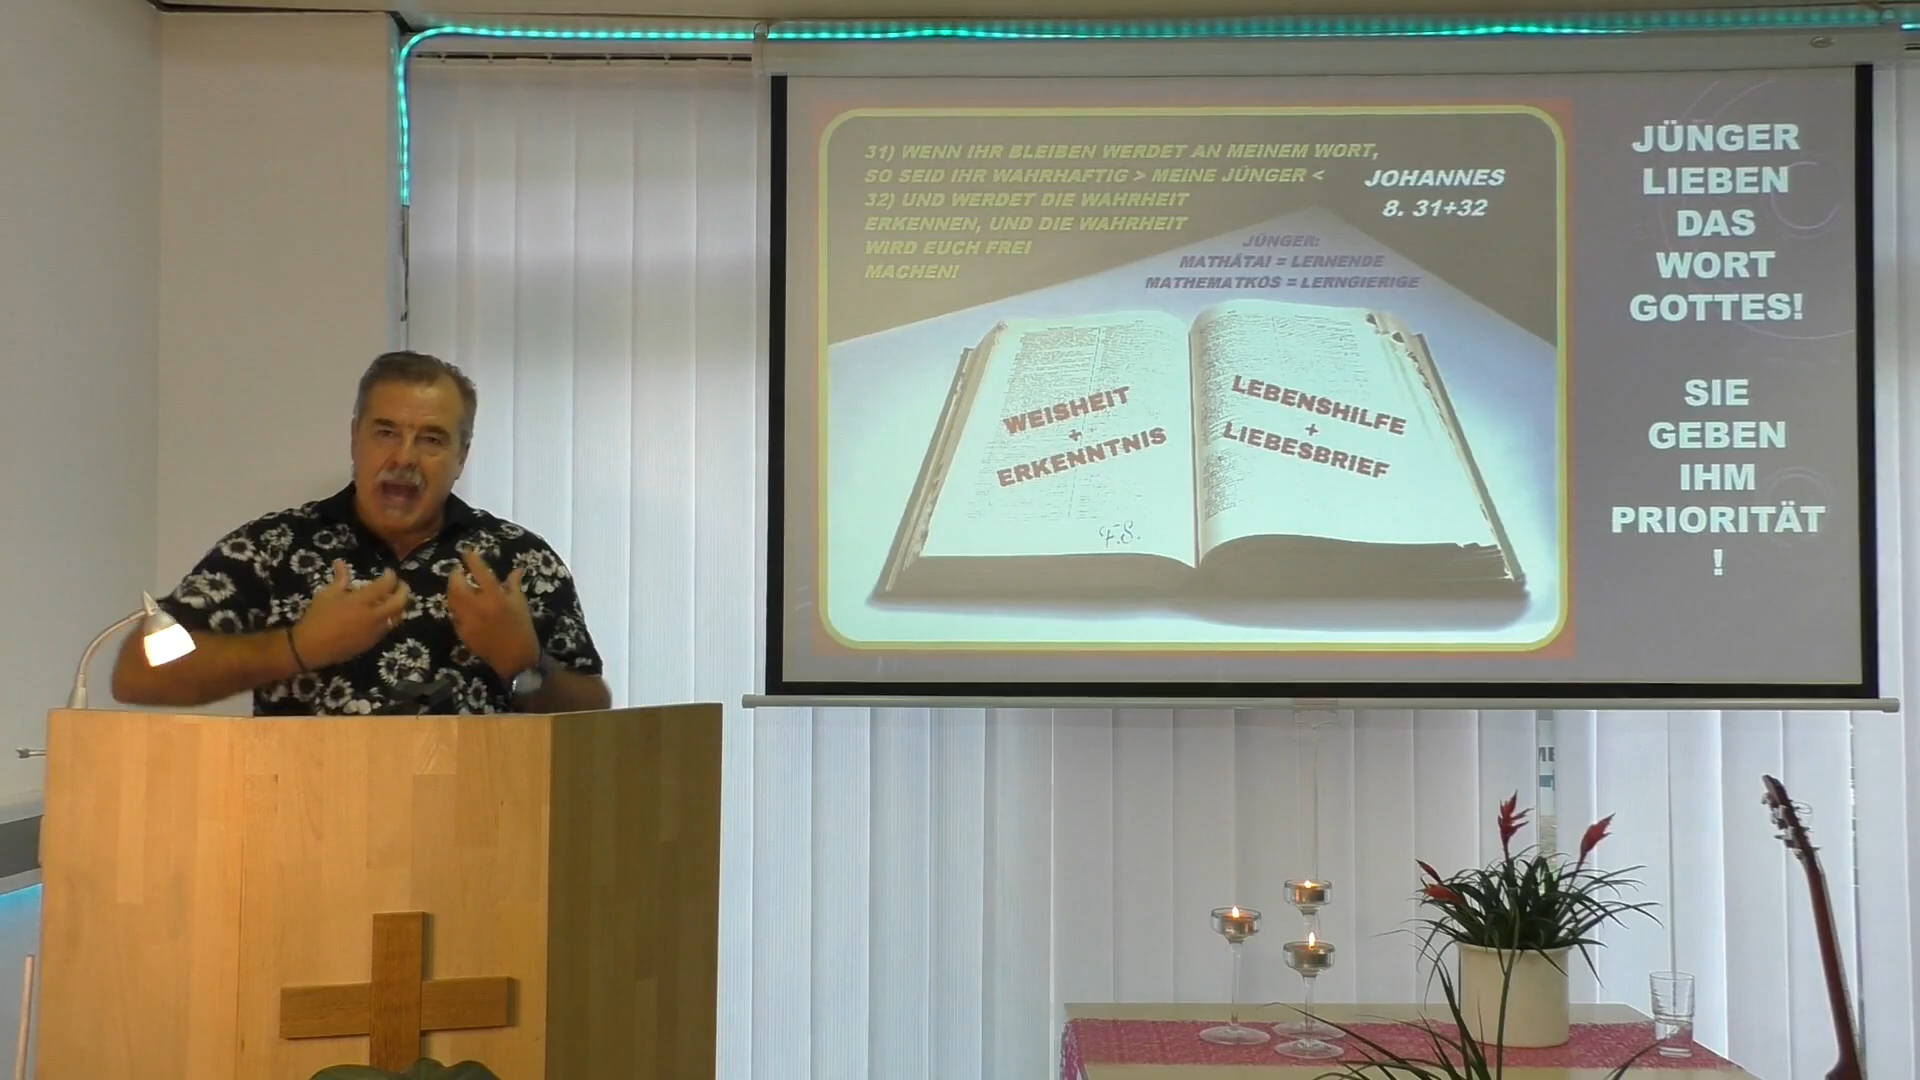 31) WENN IHR BLEIBEN WERDET AN MEINEM WORT,
SO SEID IHR WAHRHAFTIG > MEINE JÜNGER <
32) UND WERDET DIE WAHRHEIT
ERKENNEN, UND DIE WAHRHEIT
WIRD EUCH FREI
MACHEN!
JOHANNES
8. 31+32
JÜNGER:
MATHÄTAI = LERNENDE
MATHEMATKOS = LERNGIERIGE
WEISHEIT
+
ERKENNTNIS
LEBENSHILFE
+
LIEBESBRIEF
F.S.
JÜNGER
LIEBEN
DAS
WORT
GOTTES!
SIE
GEBEN
IHM
PRIORITÄT
!